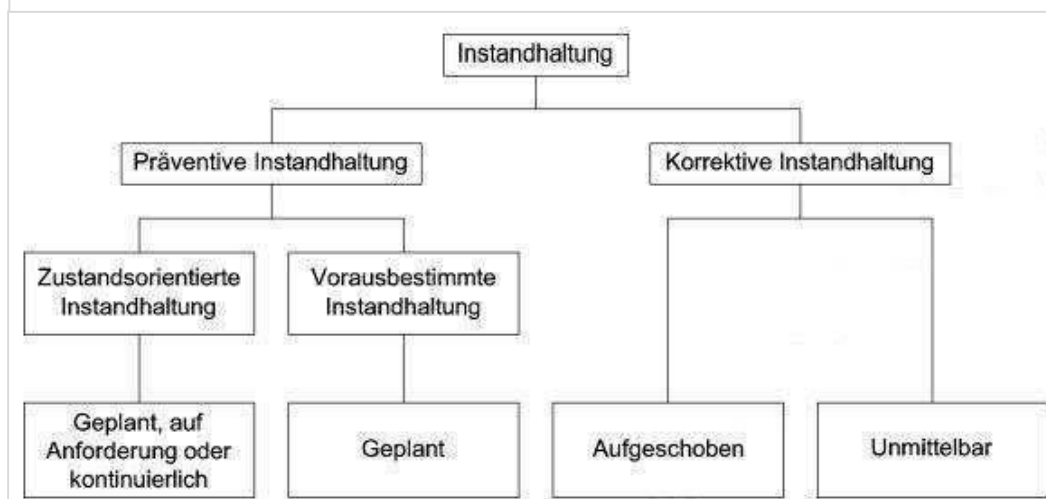 Instandhaltung
Präventive Instandhaltung
Korrektive Instandhaltung
Zustandsorientierte
Instandhaltung
Vorausbestimmte
Instandhaltung
Geplant, auf
Anforderung oder
kontinuierlich
Geplant
Aufgeschoben
Unmittelbar